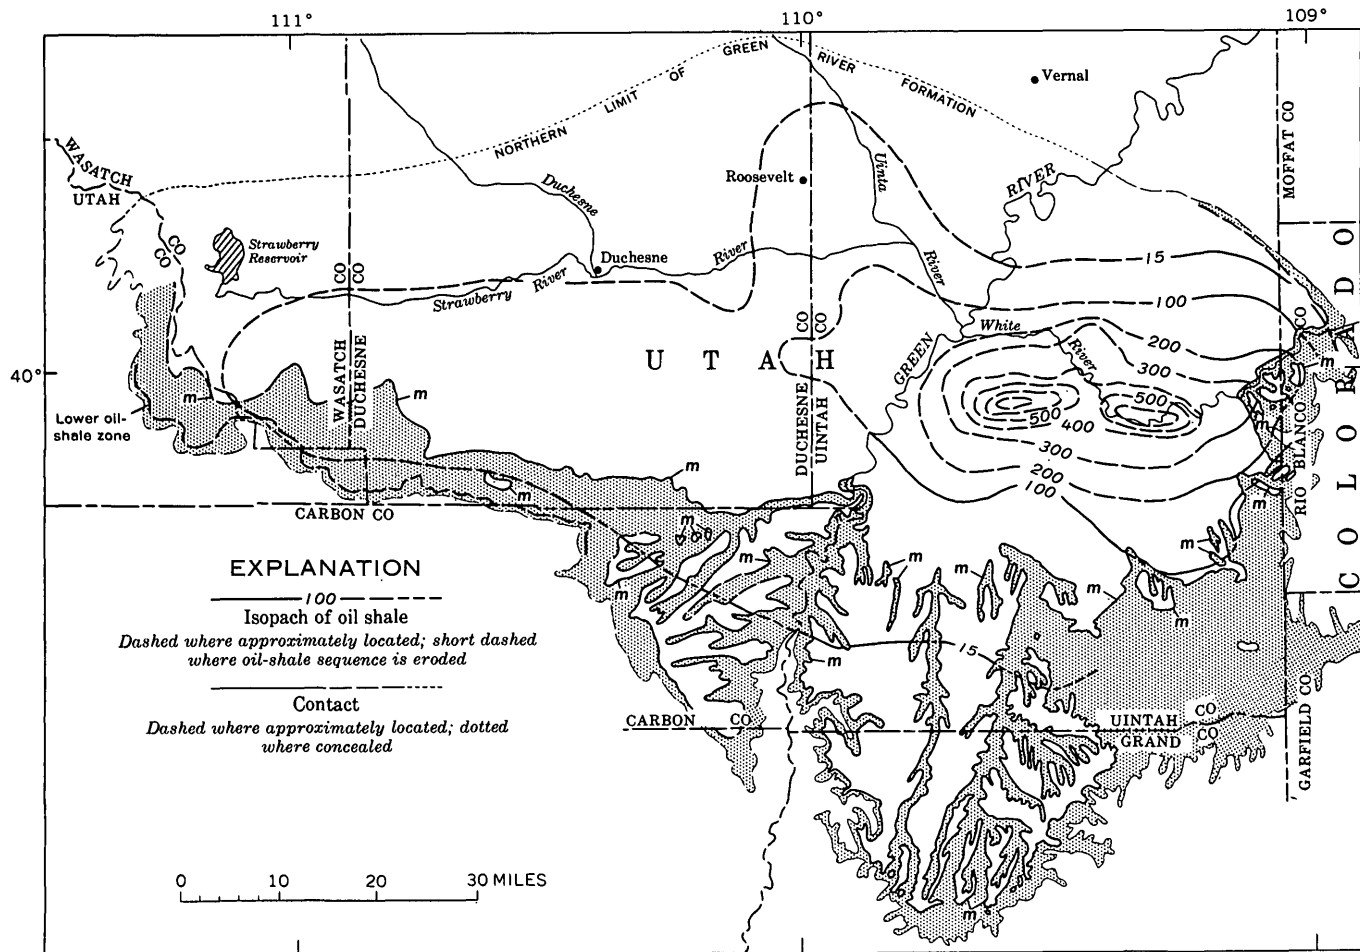 111°
110°
109°
NORTHERN LIMIT OF GREEN RIVER FORMATION
Vernal
MOFFAT CO
WASATCH CO
UTAH CO
Roosevelt
Uinta River
GREEN RIVER
Duchesne River
Strawberry Reservoir
Duchesne
Strawberry River
15
100
200
300
White River
CO CO
WASATCH
DUCHESNE
CO CO
DUCHESNE
UINTAH
UTAH
COLORADO
40°
m
m
m
m
m
Lower oil-
shale zone
500
500
400
300
200
100
RIO BLANCO CO
m
m
m
m
CARBON CO
m
m
m
m
m
m
m
m
m
15
CARBON CO
UINTAH CO
GRAND CO
GARFIELD CO
m
EXPLANATION
100
Isopach of oil shale
Dashed where approximately located; short dashed
where oil-shale sequence is eroded
Contact
Dashed where approximately located; dotted
where concealed
0 10 20 30 MILES